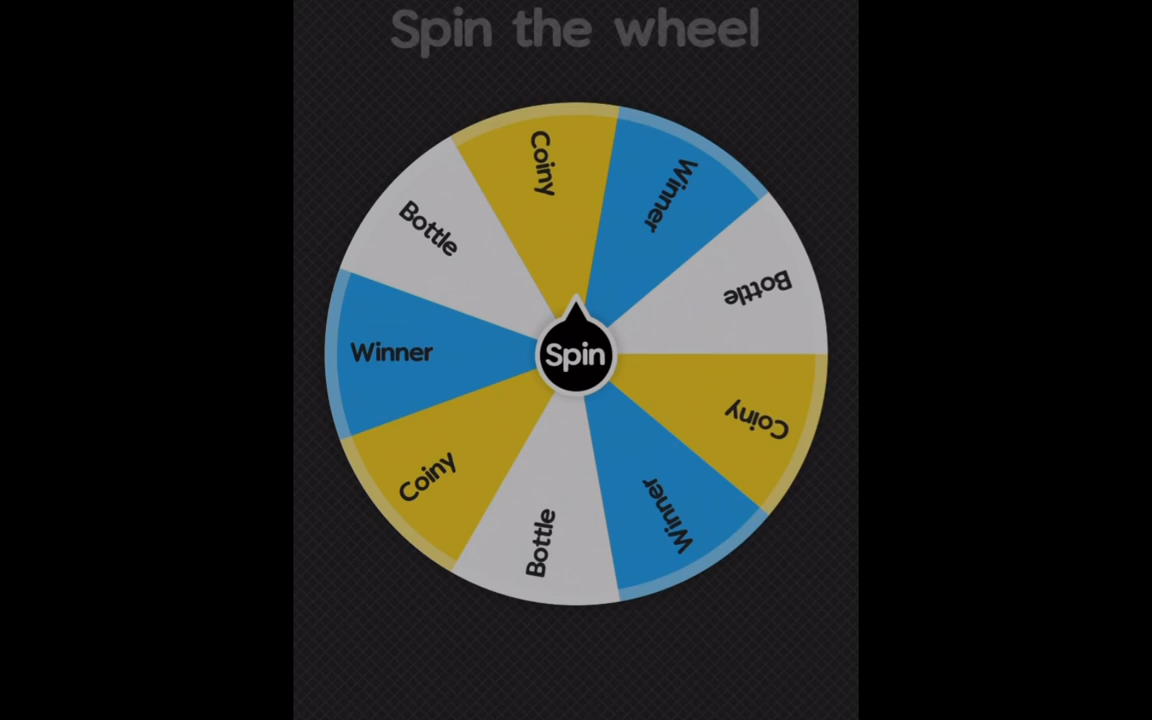 Spin the wheel
Coiny
Winner
Bottle
Coiny
Winner
Bottle
Coiny
Winner
Bottle
Spin